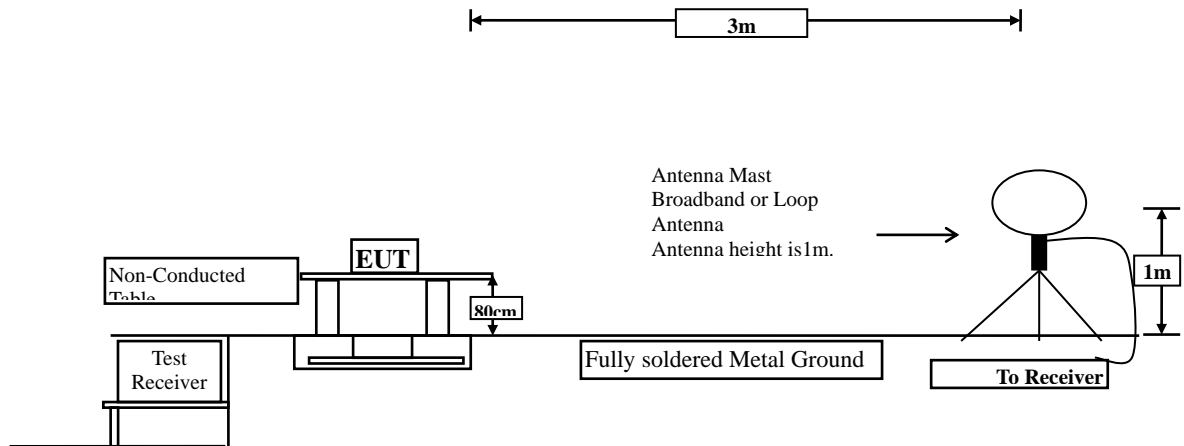 3m
Antenna Mast
Broadband or Loop
Antenna
Antenna height is1m.
EUT
Non-Conducted
Table
80cm
1m
Test
Receiver
Fully soldered Metal Ground
To Receiver